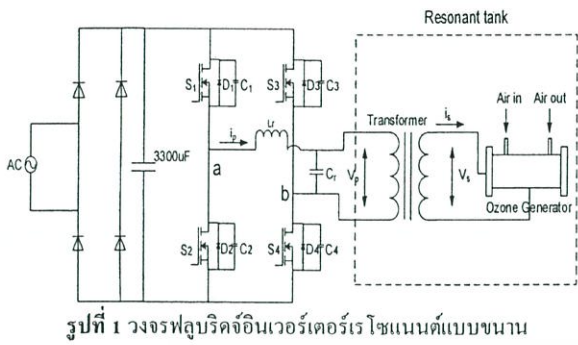 Resonant tank
S1 D1 C1
S3 D3 C3
Lr
Transformer
Air in
Air out
ip
is
AC
3300uF
a
Cr
Vp
Vs
b
Ozone Generator
S2 D2 C2
S4 D4 C4
รูปที่ 1 วงจรฟลูบริดจ์อินเวอร์เตอร์เรโซแนนต์แบบขนาน